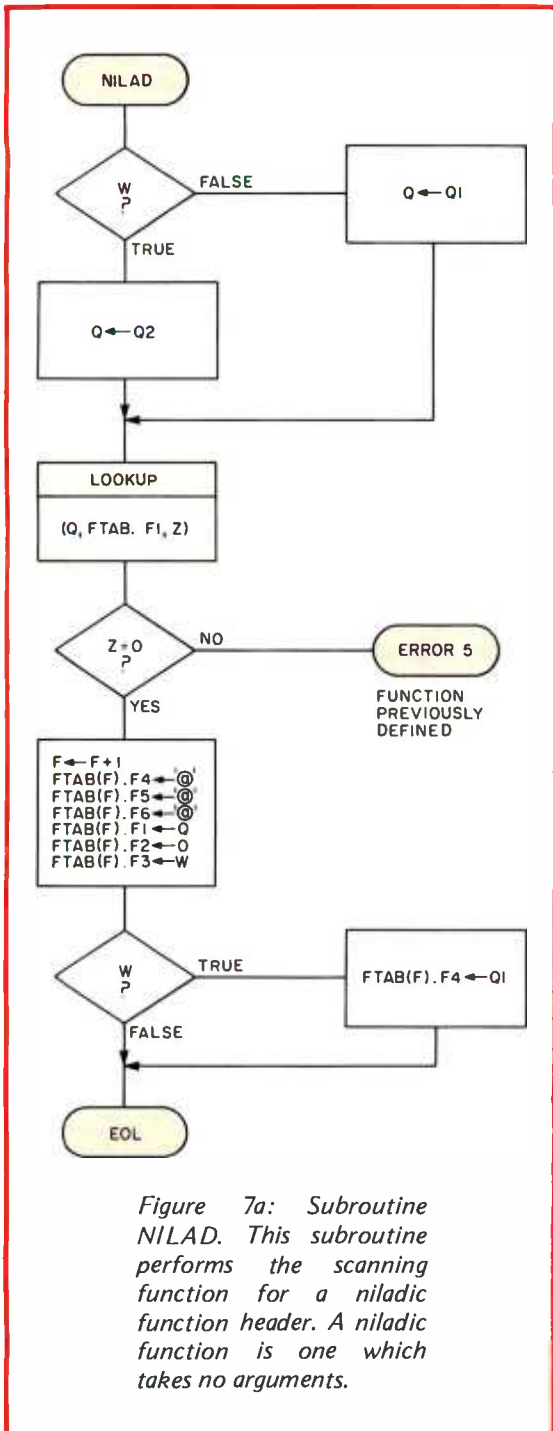 NILAD
W
?
FALSE
Q←Q1
TRUE
Q←Q2
LOOKUP
(Q, FTAB. F1, Z)
Z=0
?
NO
ERROR 5
FUNCTION
PREVIOUSLY
DEFINED
YES
F←F+1
FTAB(F).F4←'@'
FTAB(F).F5←'@'
FTAB(F).F6←'@'
FTAB(F).F1←Q
FTAB(F).F2←0
FTAB(F).F3←W
W
?
TRUE
FTAB(F).F4←Q1
FALSE
EOL
Figure 7a: Subroutine
NILAD. This subroutine
performs the scanning
function for a niladic
function header. A niladic
function is one which
takes no arguments.